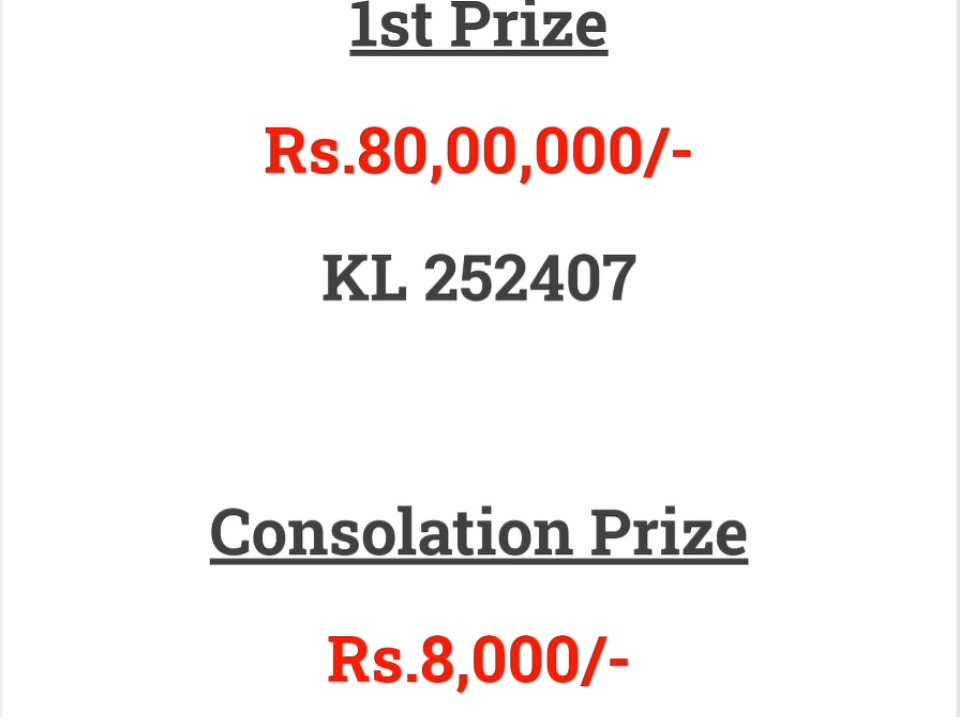 1st Prize
Rs.80,00,000/-
KL 252407
Consolation Prize
Rs.8,000/-